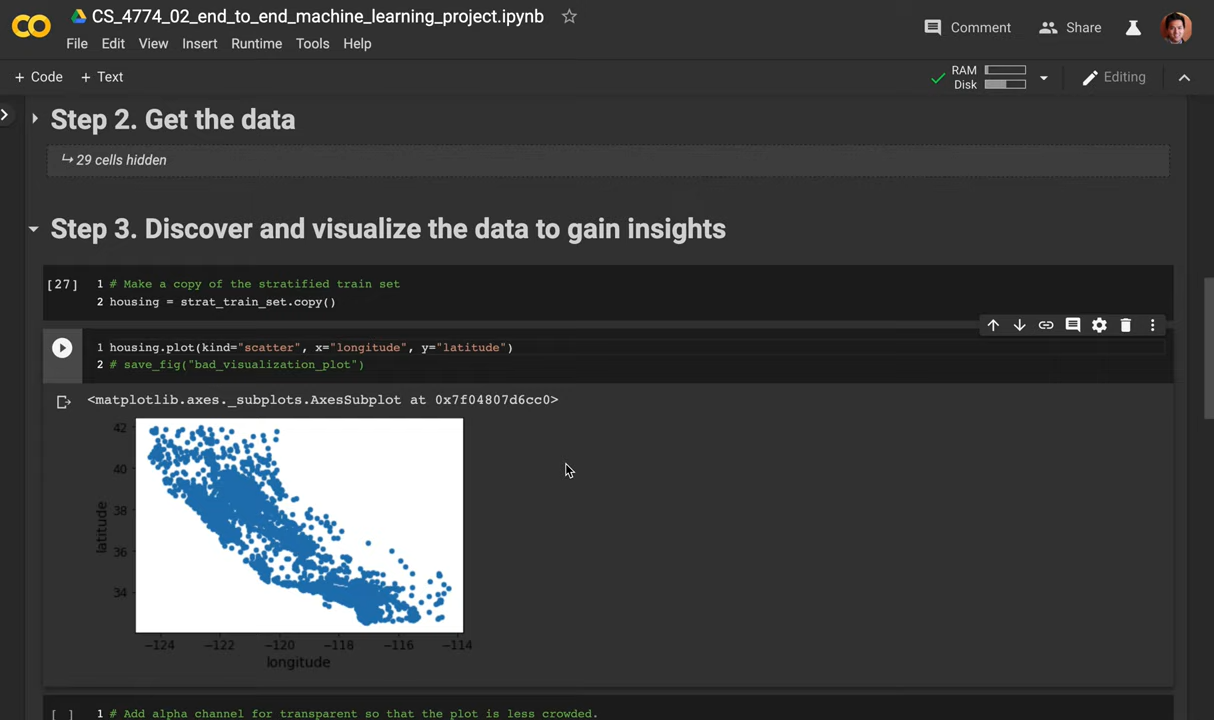 CS_4774_02_end_to_end_machine_learning_project.ipynb
File Edit View Insert Runtime Tools Help
Comment Share
+ Code + Text
RAM
Disk
Editing
Step 2. Get the data
29 cells hidden
Step 3. Discover and visualize the data to gain insights
[27] 1 # Make a copy of the stratified train set
2 housing = strat_train_set.copy()
1 housing.plot(kind="scatter", x="longitude", y="latitude")
2 # save_fig("bad_visualization_plot")
<matplotlib.axes._subplots.AxesSubplot at 0x7f04807d6cc0>
42
40
38
36
34
latitude
−124 −122 −120 −118 −116 −114
longitude
[ ] 1 # Add alpha channel for transparent so that the plot is less crowded.